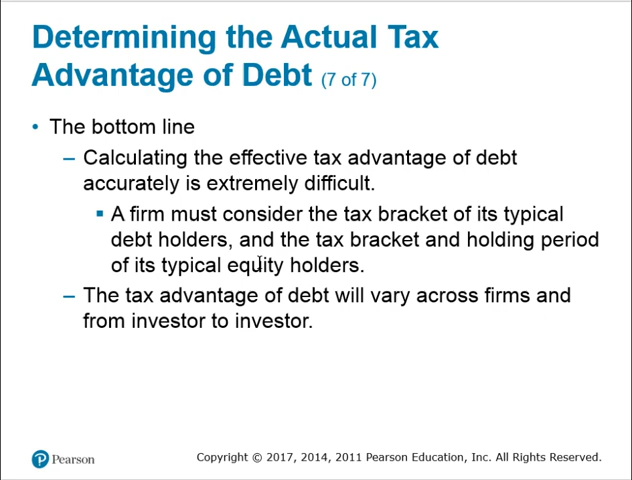 Determining the Actual Tax
Advantage of Debt (7 of 7)
• The bottom line
– Calculating the effective tax advantage of debt
accurately is extremely difficult.
▪ A firm must consider the tax bracket of its typical
debt holders, and the tax bracket and holding period
of its typical equity holders.
– The tax advantage of debt will vary across firms and
from investor to investor.
P Pearson
Copyright © 2017, 2014, 2011 Pearson Education, Inc. All Rights Reserved.